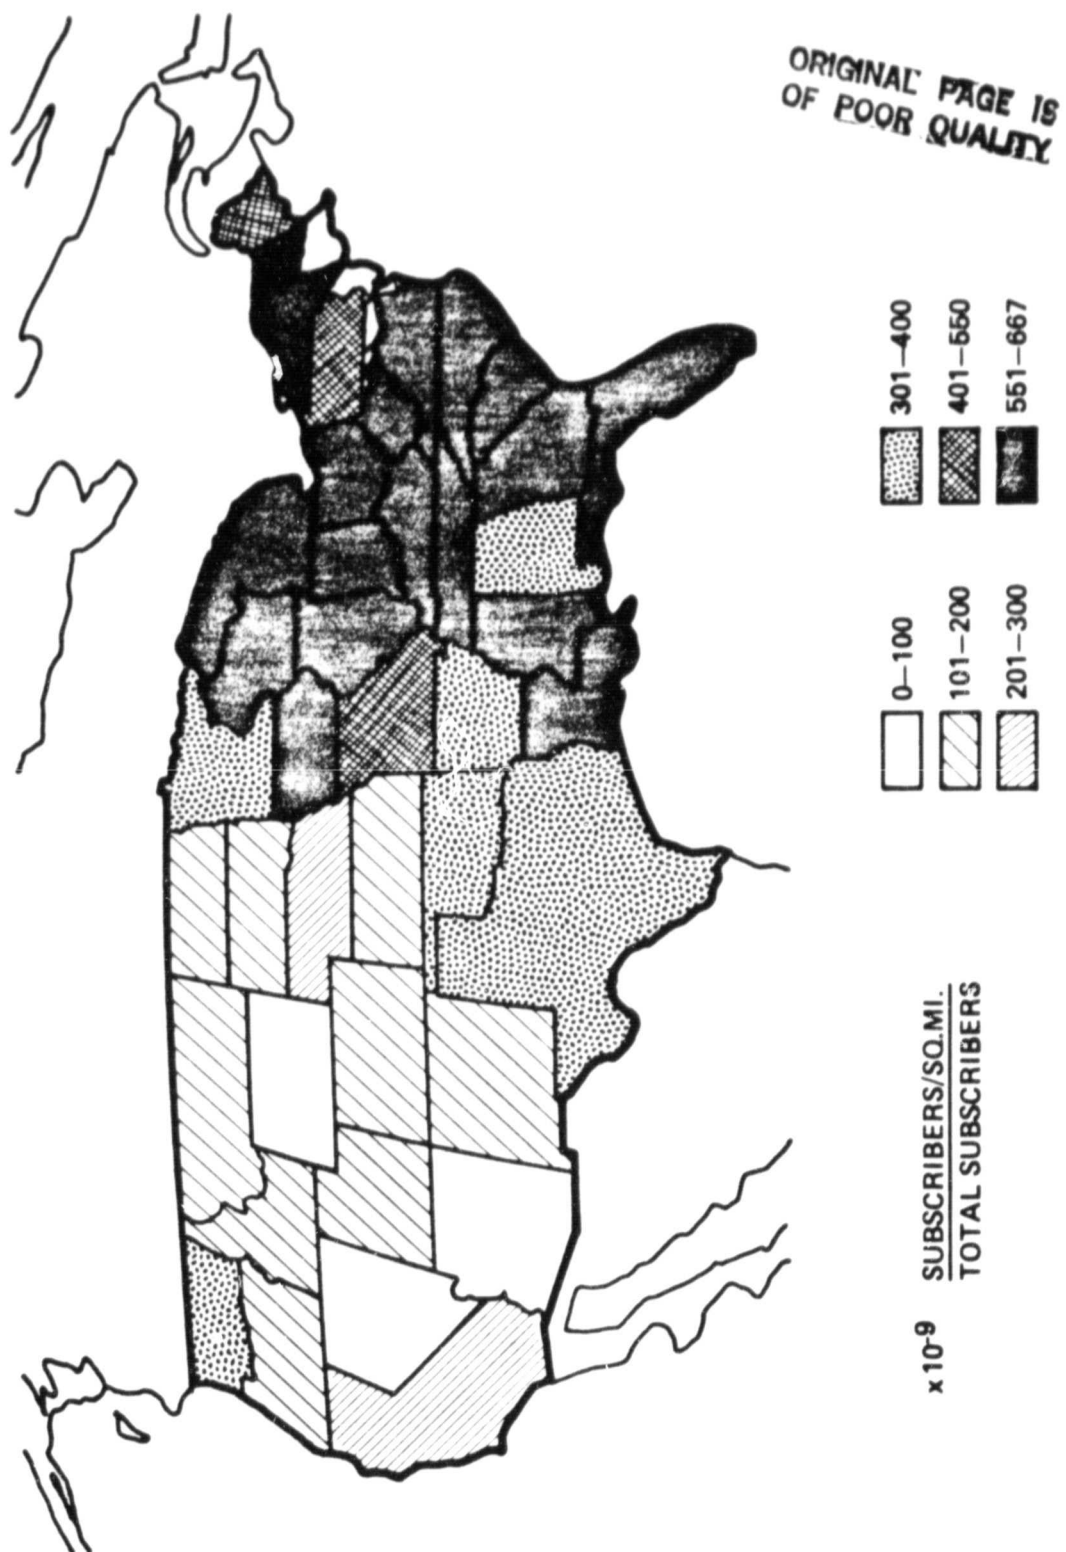 ORIGINAL PAGE IS
OF POOR QUALITY
0–100
101–200
201–300
301–400
401–550
551–667
x 10-9
SUBSCRIBERS/SQ.MI.
TOTAL SUBSCRIBERS